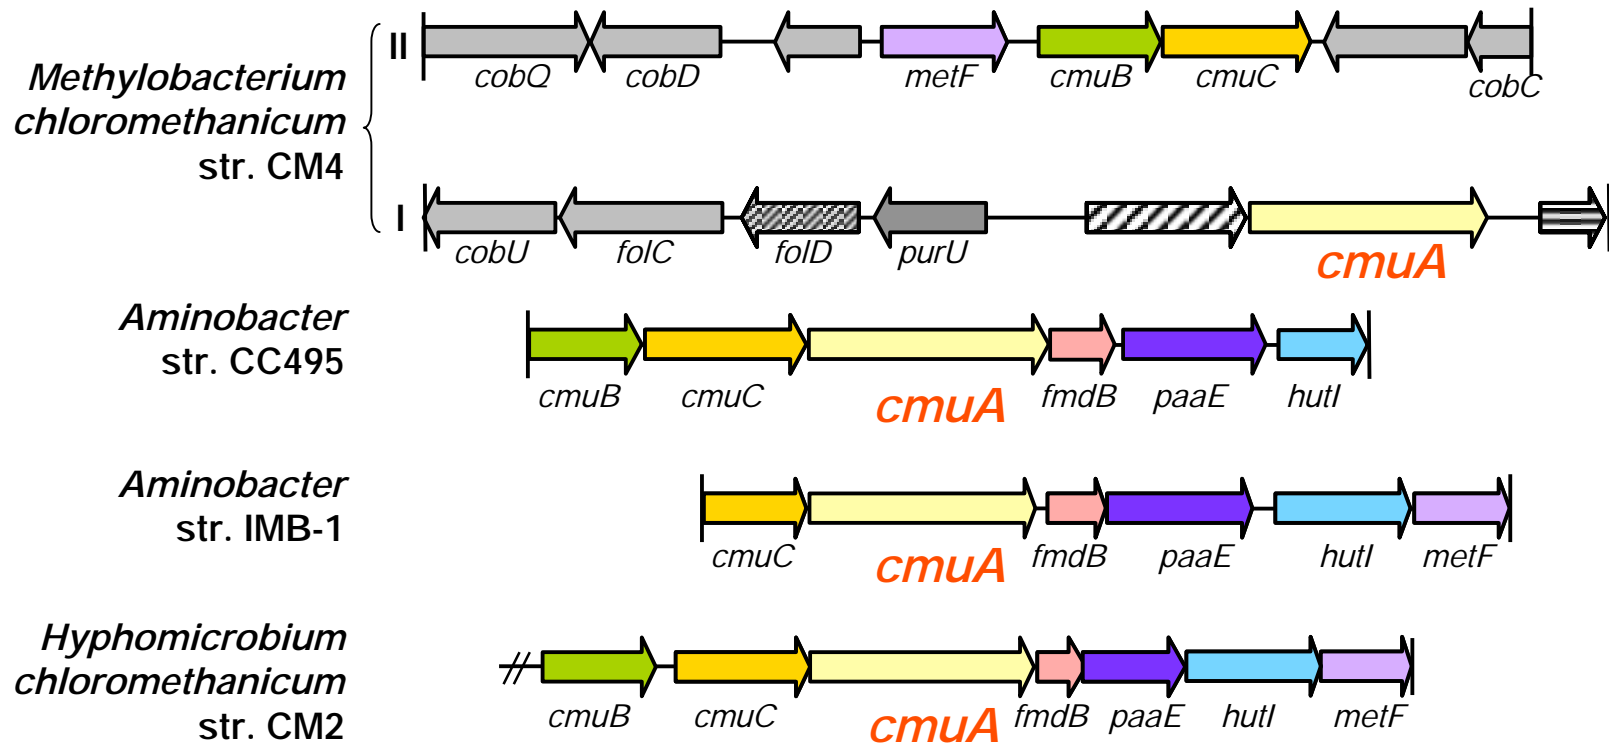 Methylobacterium
chloromethanicum
str. CM4
II
cobQ cobD metF cmuB cmuC cobC
I
cobU folC folD purU cmuA
Aminobacter
str. CC495
cmuB cmuC cmuA fmdB paaE hutI
Aminobacter
str. IMB-1
cmuC cmuA fmdB paaE hutI metF
Hyphomicrobium
chloromethanicum
str. CM2
cmuB cmuC cmuA fmdB paaE hutI metF